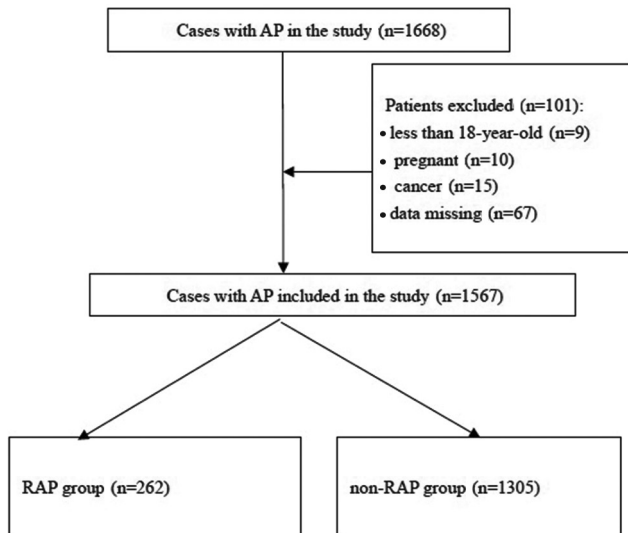 Cases with AP in the study (n=1668)
Patients excluded (n=101):
• less than 18-year-old (n=9)
• pregnant (n=10)
• cancer (n=15)
• data missing (n=67)
Cases with AP included in the study (n=1567)
RAP group (n=262)
non-RAP group (n=1305)